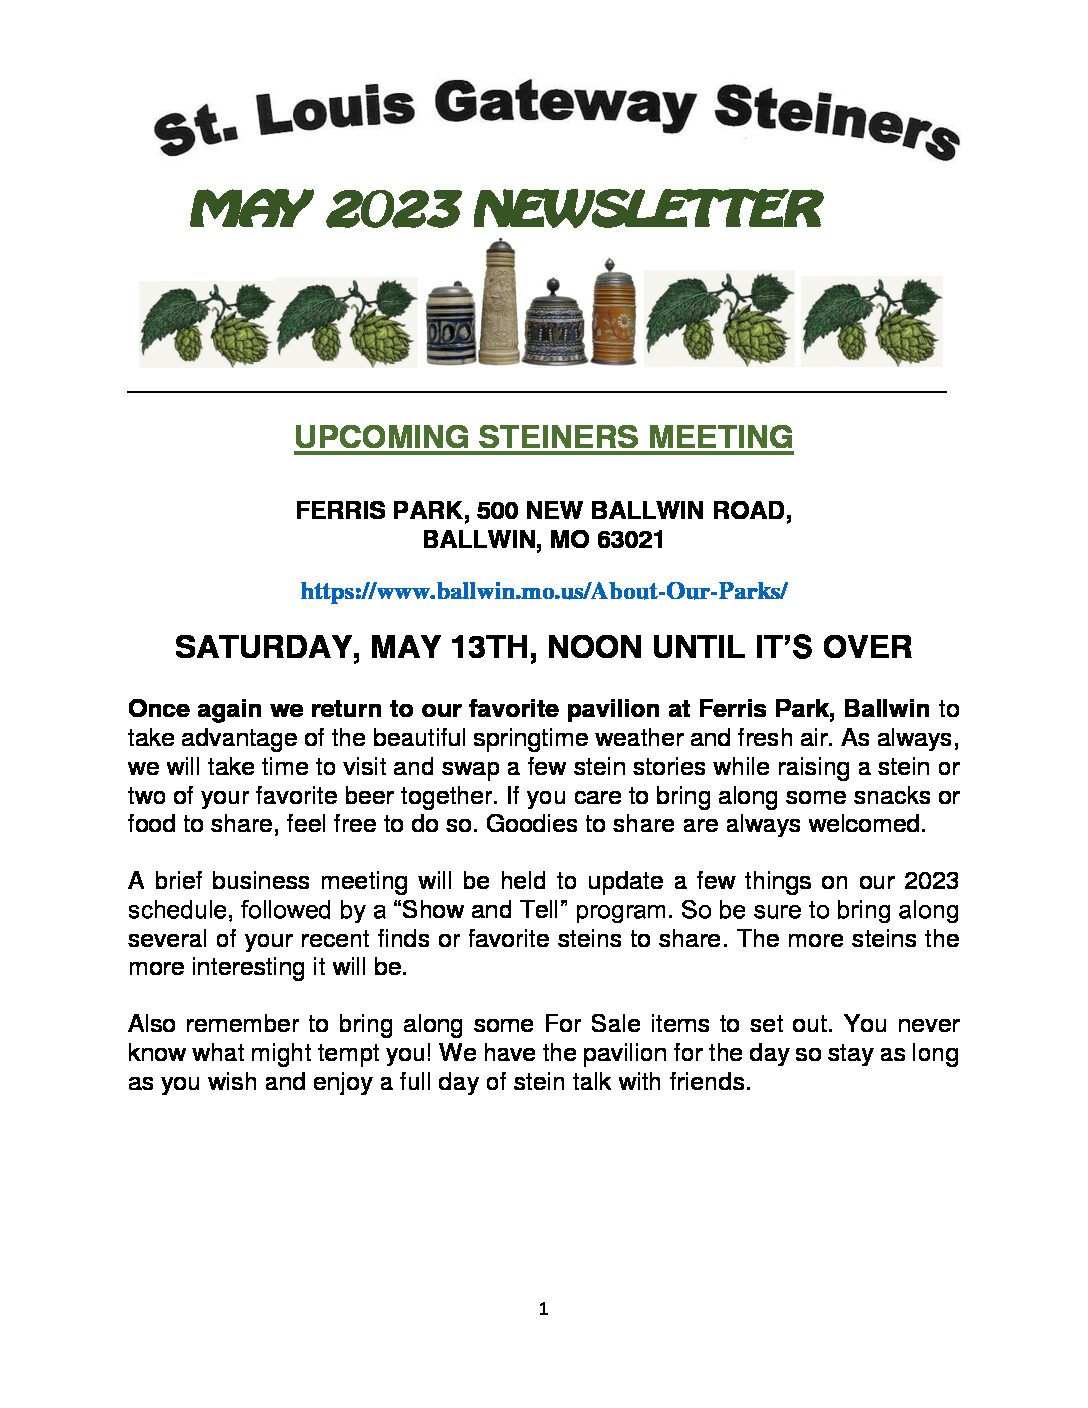 St. Louis Gateway Steiners
MAY 2023 NEWSLETTER
UPCOMING STEINERS MEETING
FERRIS PARK, 500 NEW BALLWIN ROAD,
BALLWIN, MO 63021
https://www.ballwin.mo.us/About-Our-Parks/
SATURDAY, MAY 13TH, NOON UNTIL IT’S OVER
Once again we return to our favorite pavilion at Ferris Park, Ballwin to
take advantage of the beautiful springtime weather and fresh air. As always,
we will take time to visit and swap a few stein stories while raising a stein or
two of your favorite beer together. If you care to bring along some snacks or
food to share, feel free to do so. Goodies to share are always welcomed.
A brief business meeting will be held to update a few things on our 2023
schedule, followed by a “Show and Tell” program. So be sure to bring along
several of your recent finds or favorite steins to share. The more steins the
more interesting it will be.
Also remember to bring along some For Sale items to set out. You never
know what might tempt you! We have the pavilion for the day so stay as long
as you wish and enjoy a full day of stein talk with friends.
1